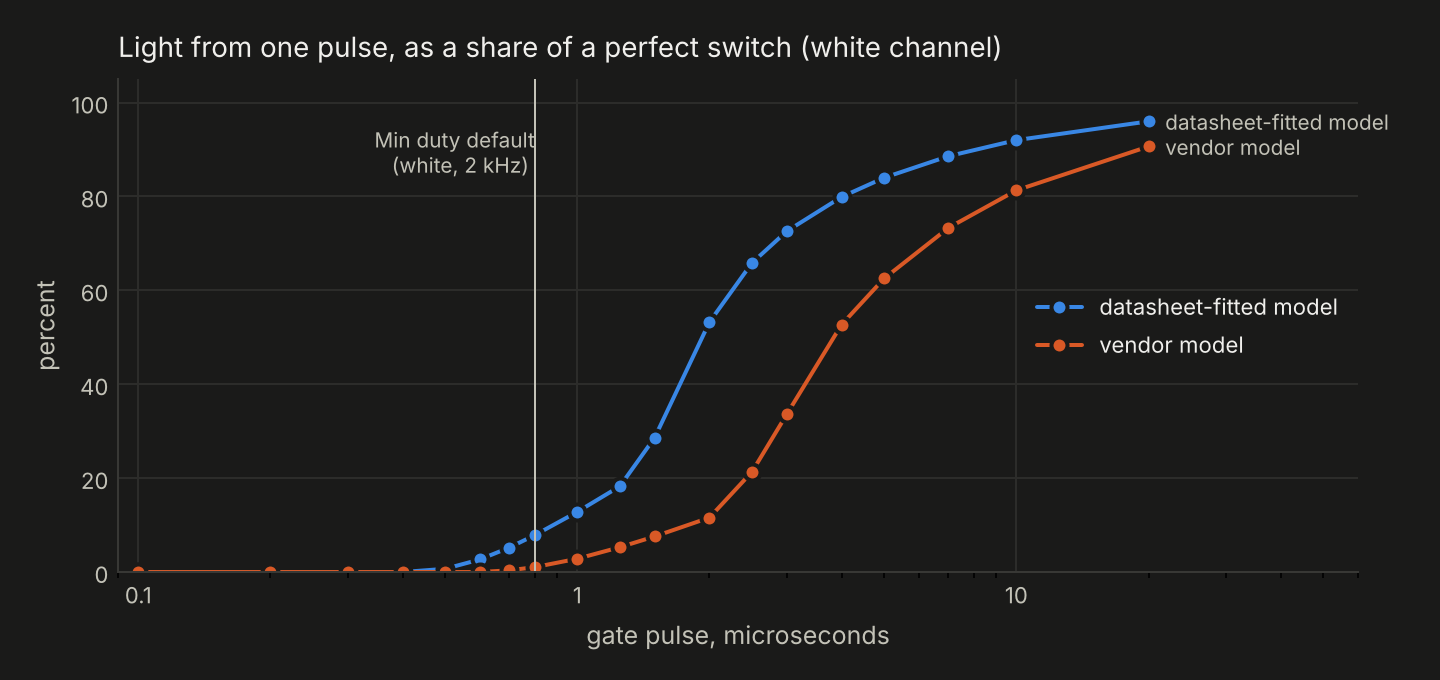 Light from one pulse, as a share of a perfect switch (white channel)
100
80
60
40
20
0
percent
Min duty default
(white, 2 kHz)
datasheet-fitted model
vendor model
datasheet-fitted model
vendor model
0.1
1
10
gate pulse, microseconds